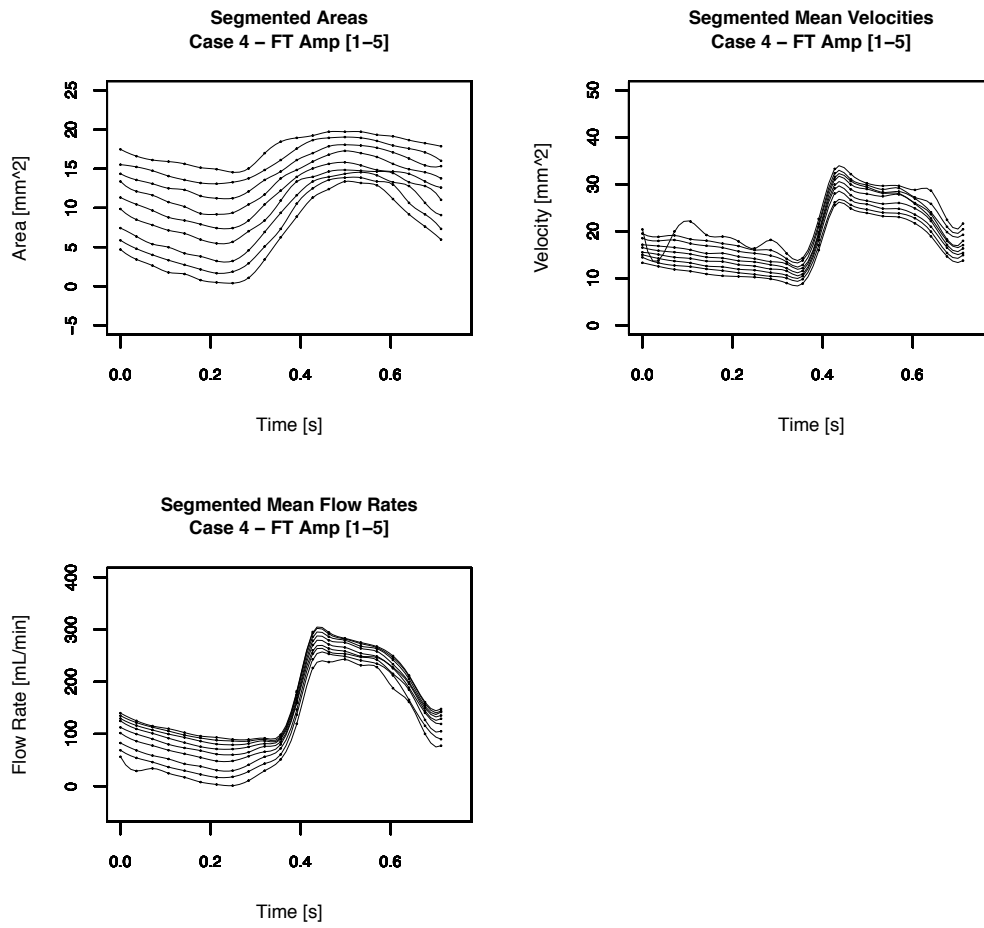 Segmented Areas
Case 4 – FT Amp [1–5]
Area [mm^2]
25
20
15
10
5
0
−5
0.0 0.2 0.4 0.6
Time [s]
Segmented Mean Velocities
Case 4 – FT Amp [1–5]
Velocity [mm^2]
50
40
30
20
10
0
0.0 0.2 0.4 0.6
Time [s]
Segmented Mean Flow Rates
Case 4 – FT Amp [1–5]
Flow Rate [mL/min]
400
300
200
100
0
0.0 0.2 0.4 0.6
Time [s]